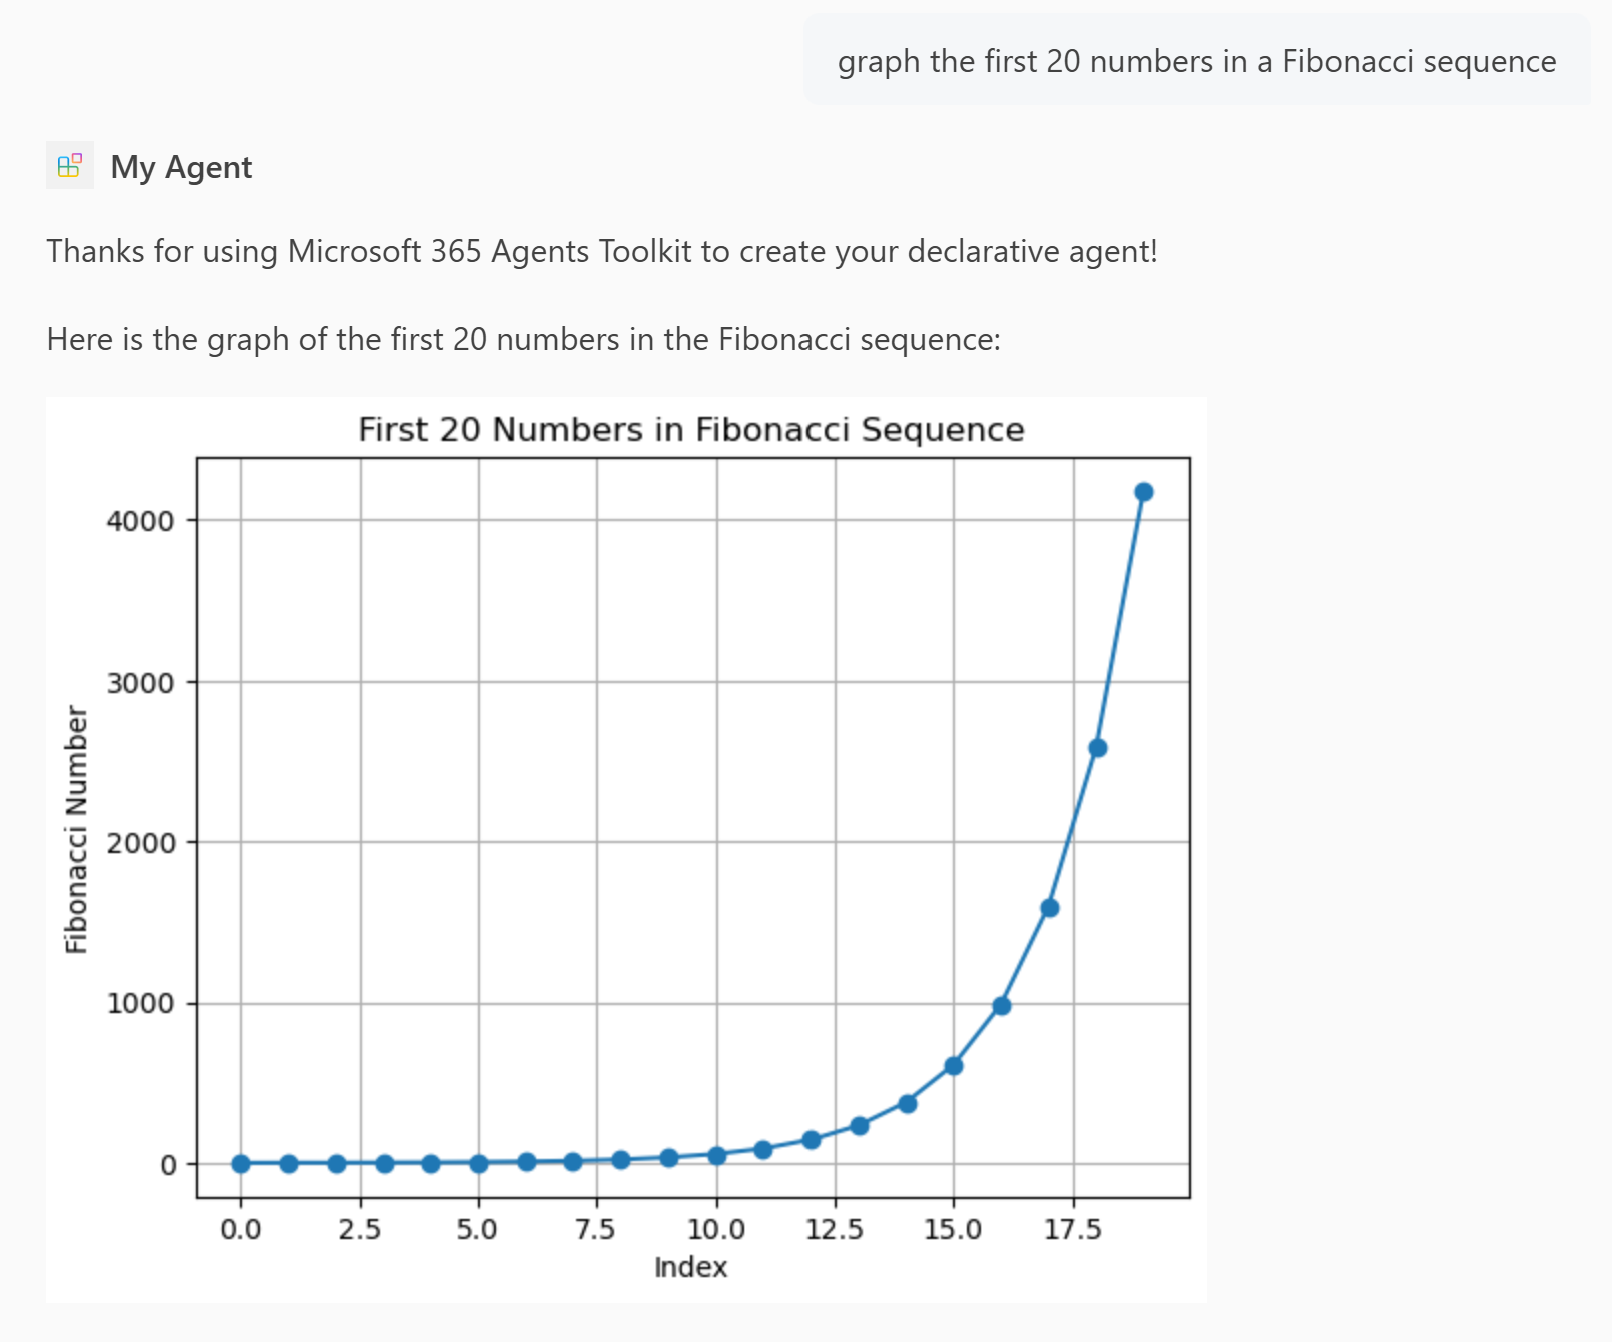 graph the first 20 numbers in a Fibonacci sequence
My Agent
Thanks for using Microsoft 365 Agents Toolkit to create your declarative agent!
Here is the graph of the first 20 numbers in the Fibonacci sequence:
First 20 Numbers in Fibonacci Sequence
Fibonacci Number
4000
3000
2000
1000
0
0.0 2.5 5.0 7.5 10.0 12.5 15.0 17.5
Index